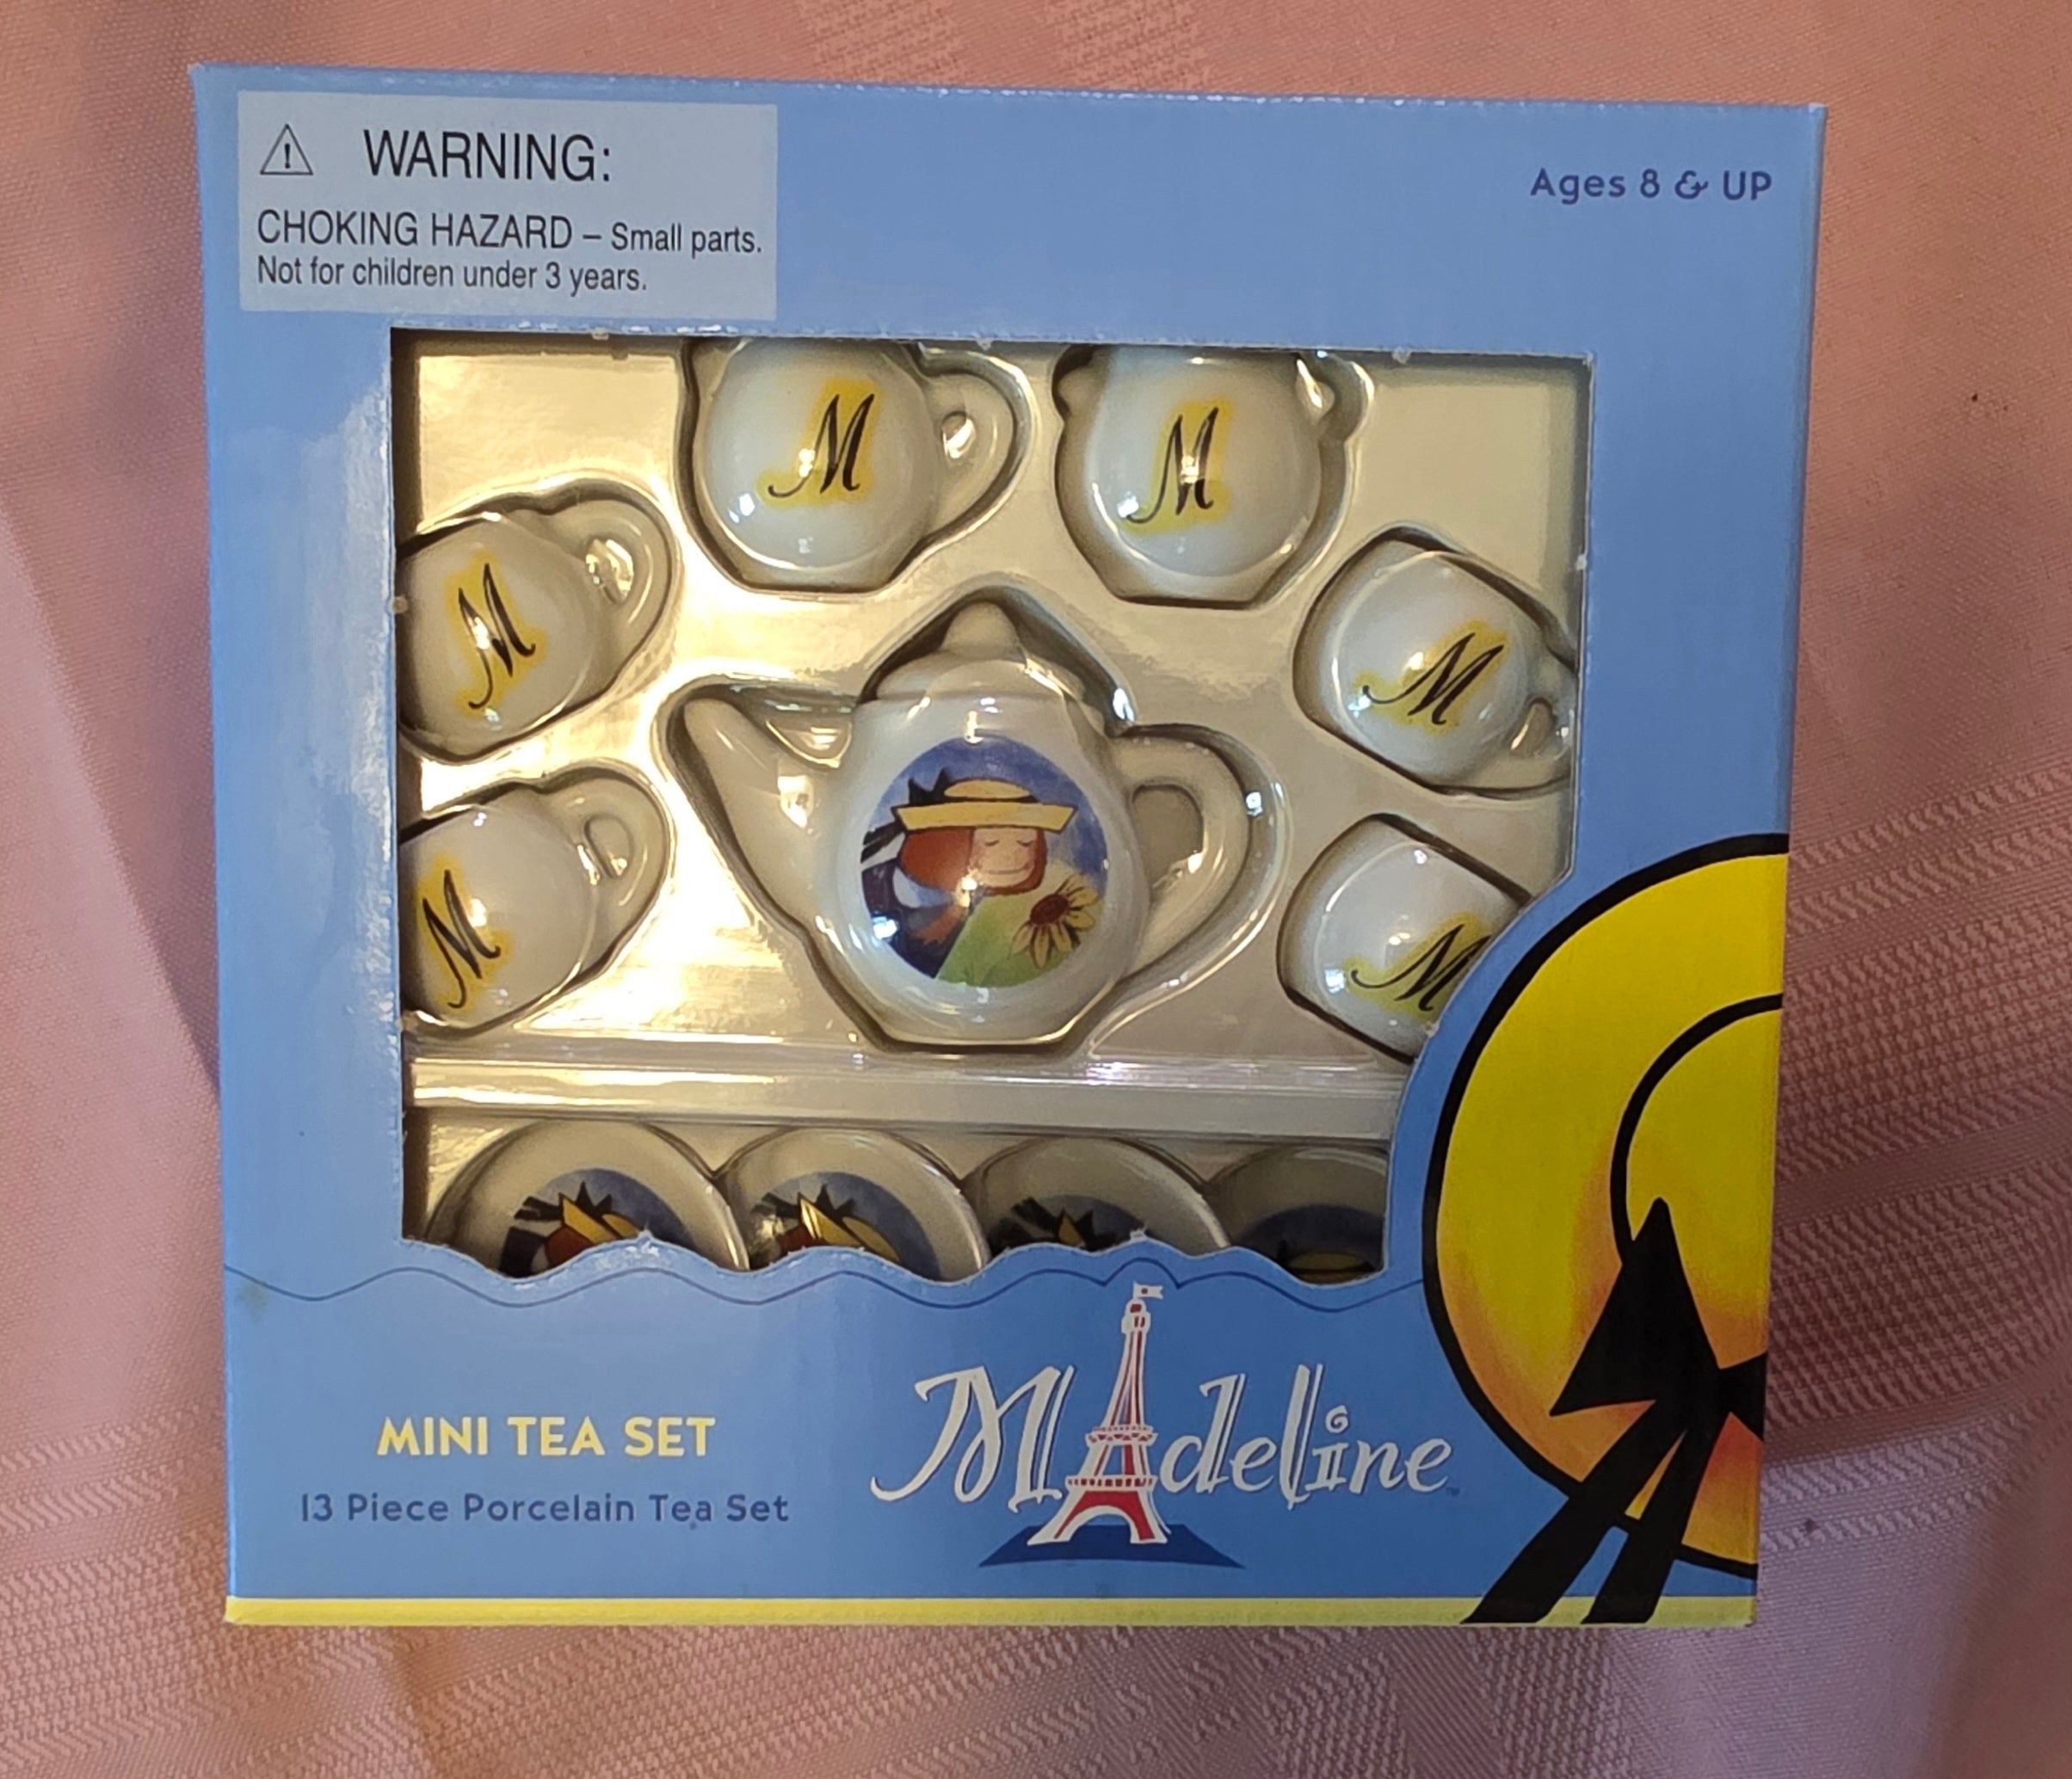 WARNING:
CHOKING HAZARD – Small parts.
Not for children under 3 years.
Ages 8 & UP
M
M
M
M
M
M
MINI TEA SET
13 Piece Porcelain Tea Set
MAdeline™